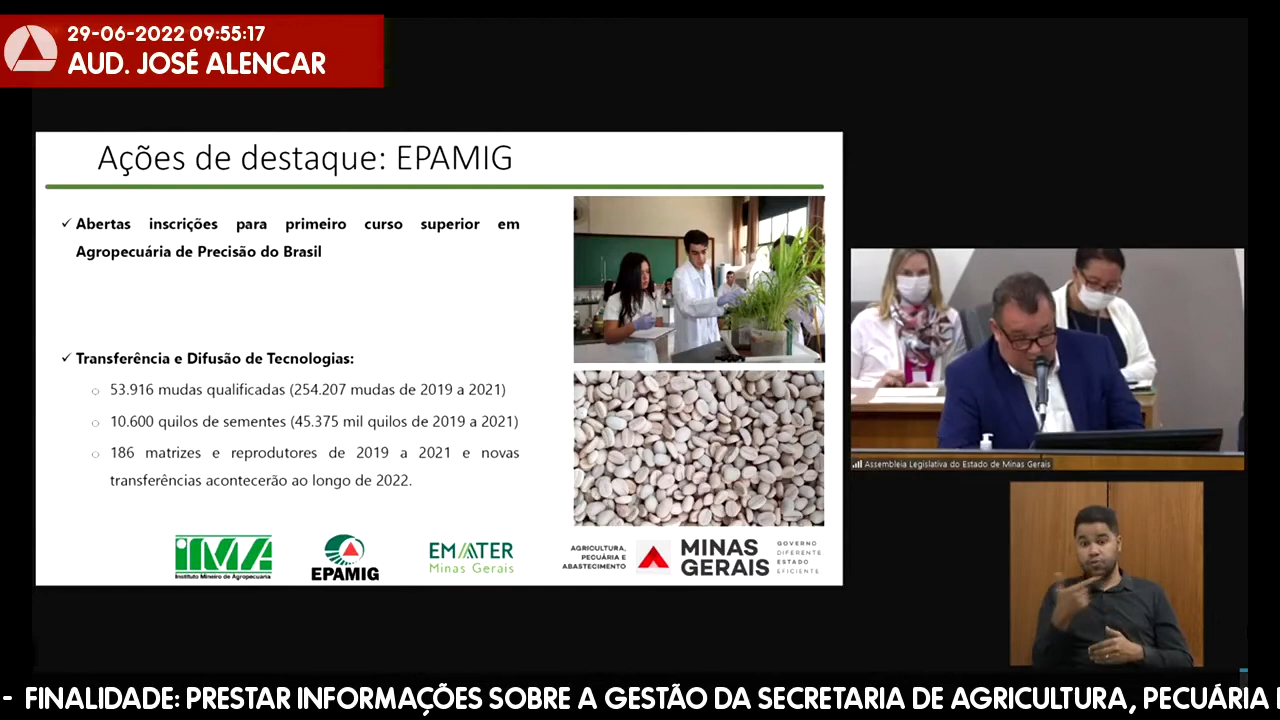 29-06-2022 09:55:17
AUD. JOSÉ ALENCAR
Ações de destaque: EPAMIG
✓ Abertas inscrições para primeiro curso superior em
Agropecuária de Precisão do Brasil
✓ Transferência e Difusão de Tecnologias:
○ 53.916 mudas qualificadas (254.207 mudas de 2019 a 2021)
○ 10.600 quilos de sementes (45.375 mil quilos de 2019 a 2021)
○ 186 matrizes e reprodutores de 2019 a 2021 e novas
transferências acontecerão ao longo de 2022.
IMA
Instituto Mineiro de Agropecuária
EPAMIG
EMATER
Minas Gerais
AGRICULTURA,
PECUÁRIA E
ABASTECIMENTO
MINAS
GERAIS
GOVERNO
DIFERENTE
ESTADO
EFICIENTE
Assembleia Legislativa do Estado de Minas Gerais
- FINALIDADE: PRESTAR INFORMAÇÕES SOBRE A GESTÃO DA SECRETARIA DE AGRICULTURA, PECUÁRIA